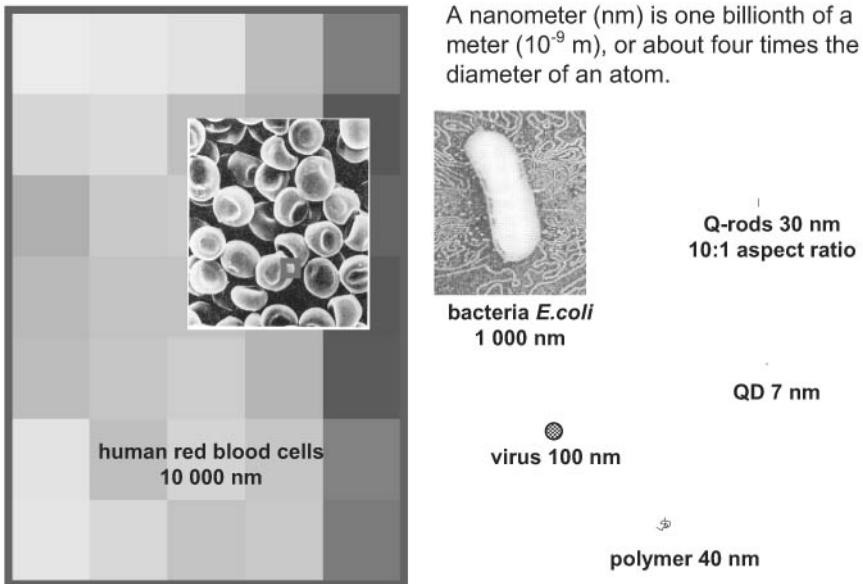 A nanometer (nm) is one billionth of a
meter (10⁻⁹ m), or about four times the
diameter of an atom.
Q-rods 30 nm
10:1 aspect ratio
bacteria E.coli
1 000 nm
QD 7 nm
human red blood cells
10 000 nm
virus 100 nm
polymer 40 nm